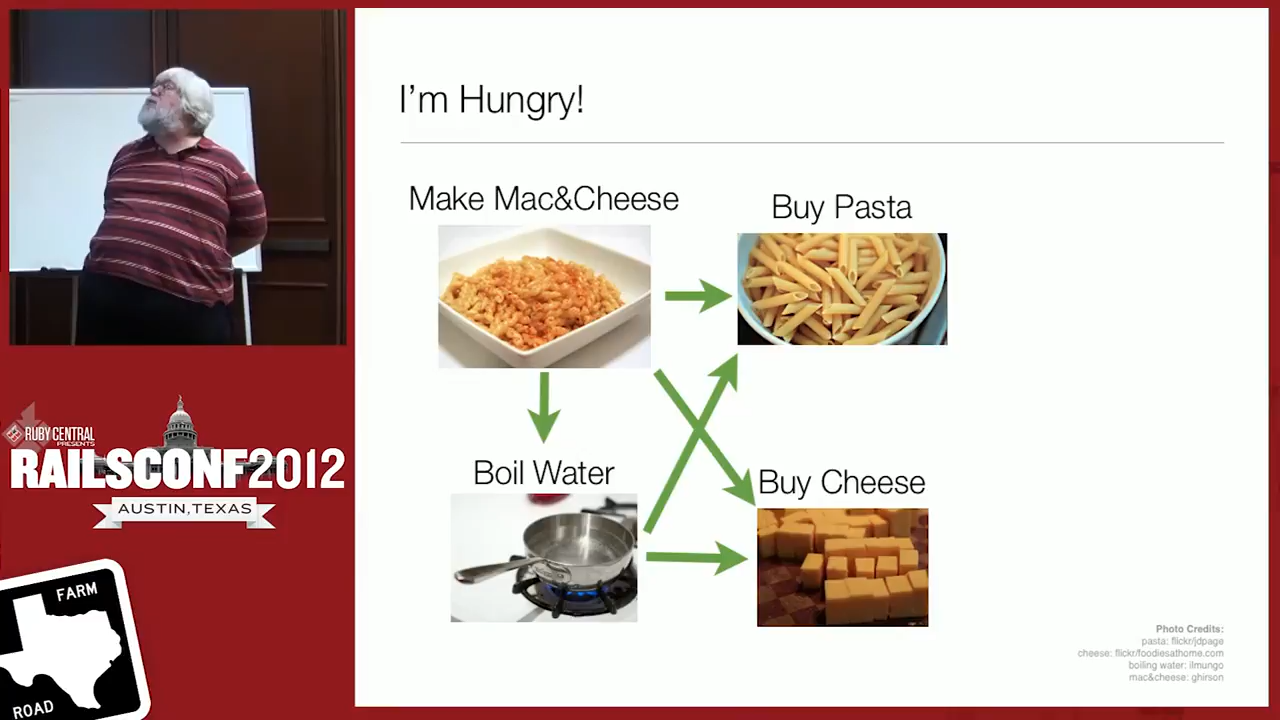 I'm Hungry!
Make Mac&Cheese
Buy Pasta
Boil Water
Buy Cheese
Photo Credits:
pasta: flickr/jdpage
cheese: flickr/foodiesathome.com
boiling water: ilmungo
mac&cheese: ghirson
RUBY CENTRAL
PRESENTS
RAILSCONF2012
AUSTIN, TEXAS
FARM
ROAD